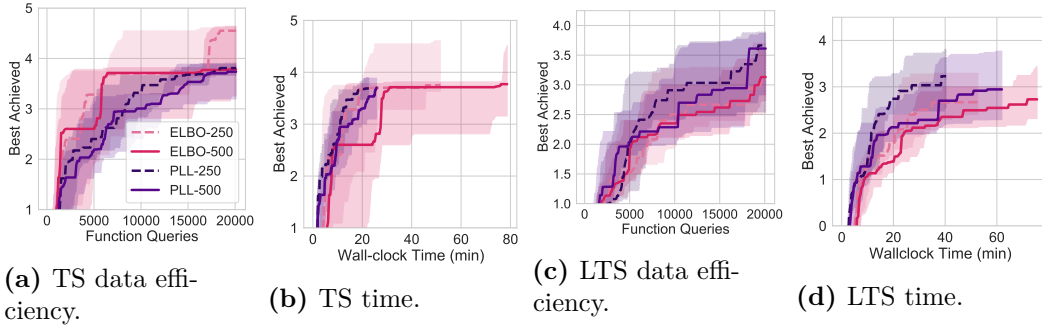 Best Achieved
5
4
3
2
1
0 5000 10000 15000 20000
Function Queries
ELBO-250
ELBO-500
PLL-250
PLL-500
(a) TS data effi-
ciency.
Best Achieved
5
4
3
2
1
0 20 40 60 80
Wall-clock Time (min)
(b) TS time.
Best Achieved
4.0
3.5
3.0
2.5
2.0
1.5
1.0
0 5000 10000 15000 20000
Function Queries
(c) LTS data effi-
ciency.
Best Achieved
4
3
2
1
0
0 20 40 60
Wallclock Time (min)
(d) LTS time.